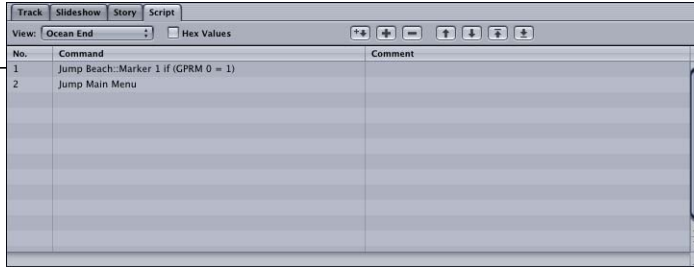 Track Slideshow Story Script
View: Ocean End Hex Values
No. Command Comment
1 Jump Beach::Marker 1 if (GPRM 0 = 1)
2 Jump Main Menu